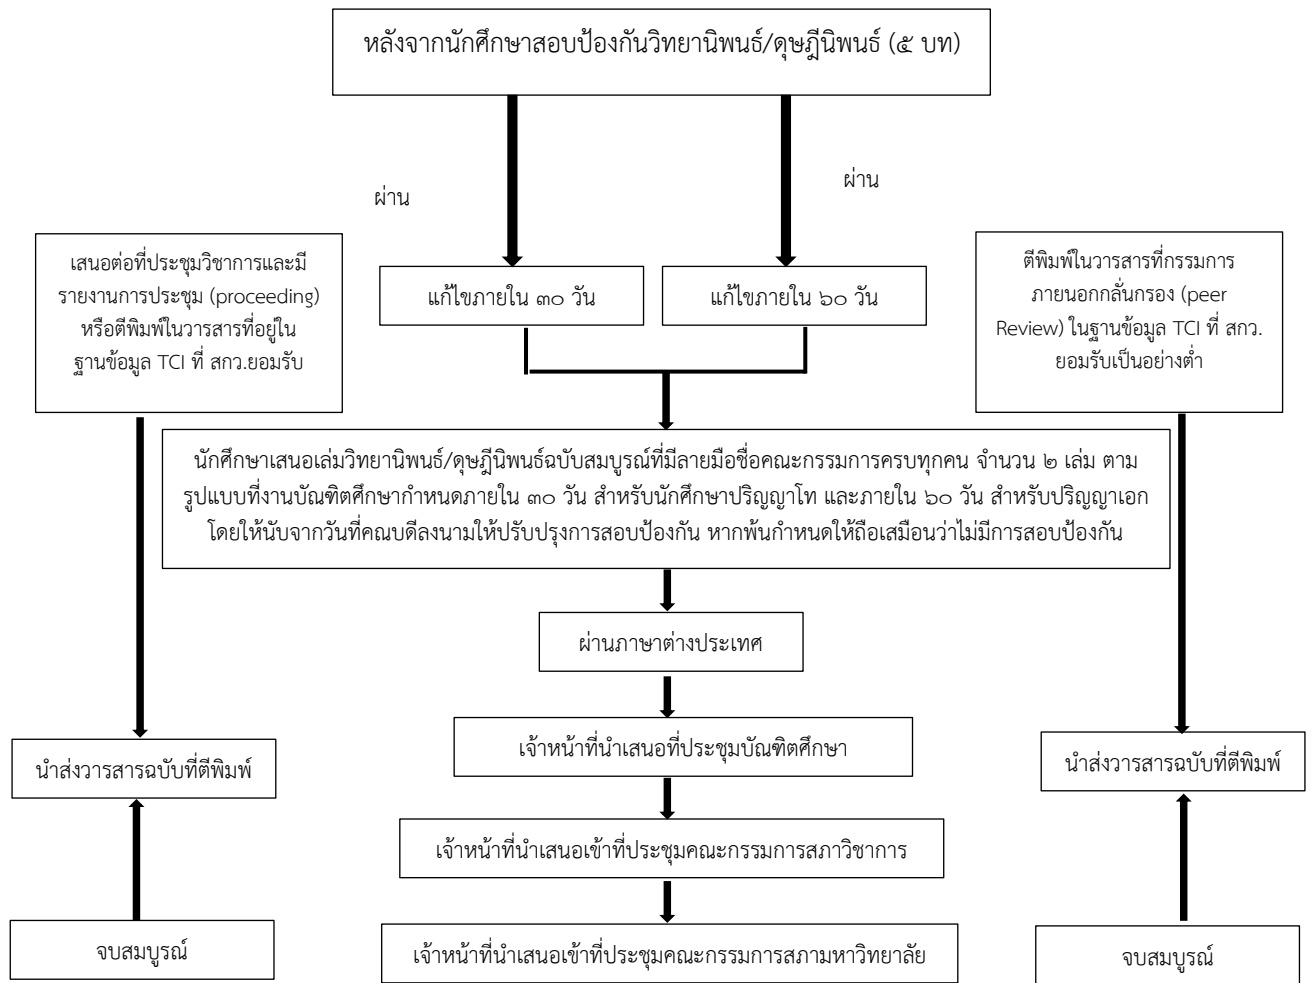 หลังจากนักศึกษาสอบป้องกันวิทยานิพนธ์/ดุษฎีนิพนธ์ (๕ บท)
ผ่าน
ผ่าน
เสนอต่อที่ประชุมวิชาการและมี
รายงานการประชุม (proceeding)
หรือตีพิมพ์ในวารสารที่อยู่ใน
ฐานข้อมูล TCI ที่ สกว.ยอมรับ
แก้ไขภายใน ๓๐ วัน
แก้ไขภายใน ๖๐ วัน
ตีพิมพ์ในวารสารที่กรรมการ
ภายนอกกลั่นกรอง (peer
Review) ในฐานข้อมูล TCI ที่ สกว.
ยอมรับเป็นอย่างต่ำ
นักศึกษาเสนอเล่มวิทยานิพนธ์/ดุษฎีนิพนธ์ฉบับสมบูรณ์ที่มีลายมือชื่อคณะกรรมการครบทุกคน จำนวน ๒ เล่ม ตาม
รูปแบบที่งานบัณฑิตศึกษากำหนดภายใน ๓๐ วัน สำหรับนักศึกษาปริญญาโท และภายใน ๖๐ วัน สำหรับปริญญาเอก
โดยให้นับจากวันที่คณบดีลงนามให้ปรับปรุงการสอบป้องกัน หากพ้นกำหนดให้ถือเสมือนว่าไม่มีการสอบป้องกัน
ผ่านภาษาต่างประเทศ
เจ้าหน้าที่นำเสนอที่ประชุมบัณฑิตศึกษา
นำส่งวารสารฉบับที่ตีพิมพ์
นำส่งวารสารฉบับที่ตีพิมพ์
เจ้าหน้าที่นำเสนอเข้าที่ประชุมคณะกรรมการสภาวิชาการ
จบสมบูรณ์
เจ้าหน้าที่นำเสนอเข้าที่ประชุมคณะกรรมการสภามหาวิทยาลัย
จบสมบูรณ์